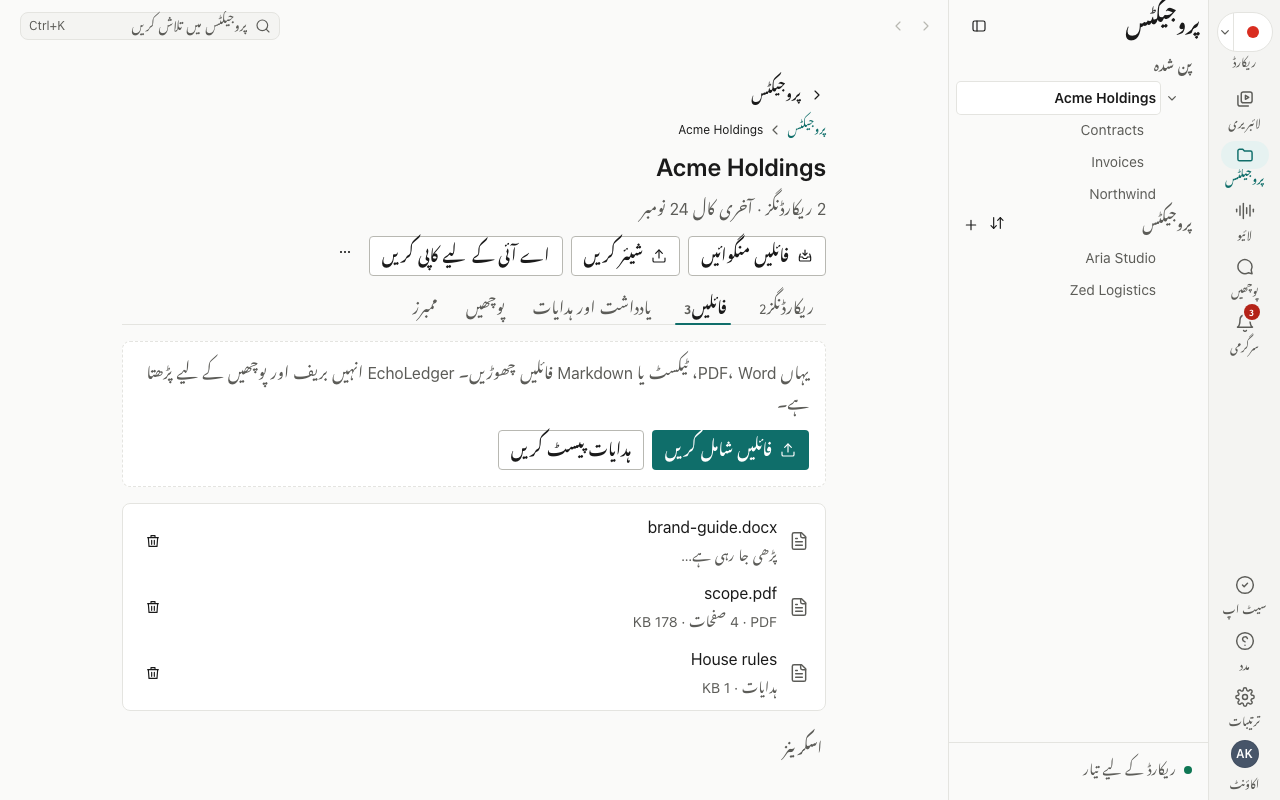 ریکارڈ
لائبریری
پروجیکٹس
لائیو
پوچھیں
3
سرگرمی
سیٹ اپ
مدد
ترتیبات
AK
اکاؤنٹ
پروجیکٹس
پن شدہ
Acme Holdings
Contracts
Invoices
Northwind
پروجیکٹس
Aria Studio
Zed Logistics
ریکارڈ کے لیے تیار
پروجیکٹس میں تلاش کریں Ctrl+K
پروجیکٹس
پروجیکٹس Acme Holdings
Acme Holdings
2 ریکارڈنگز · آخری کال 24 نومبر
فائلیں منگوائیں شیئر کریں اے آئی کے لیے کاپی کریں ...
ریکارڈنگز 2 فائلیں 3 یادداشت اور ہدایات پوچھیں ممبرز
یہاں PDF، Word، ٹیکسٹ یا Markdown فائلیں چھوڑیں۔ EchoLedger انہیں بریف اور پوچھیں کے لیے پڑھتا
ہے۔
فائلیں شامل کریں ہدایات پیسٹ کریں
brand-guide.docx
پڑھی جا رہی ہے...
scope.pdf
PDF · 4 صفحات · 178 KB
House rules
ہدایات · 1 KB
اسکرینز